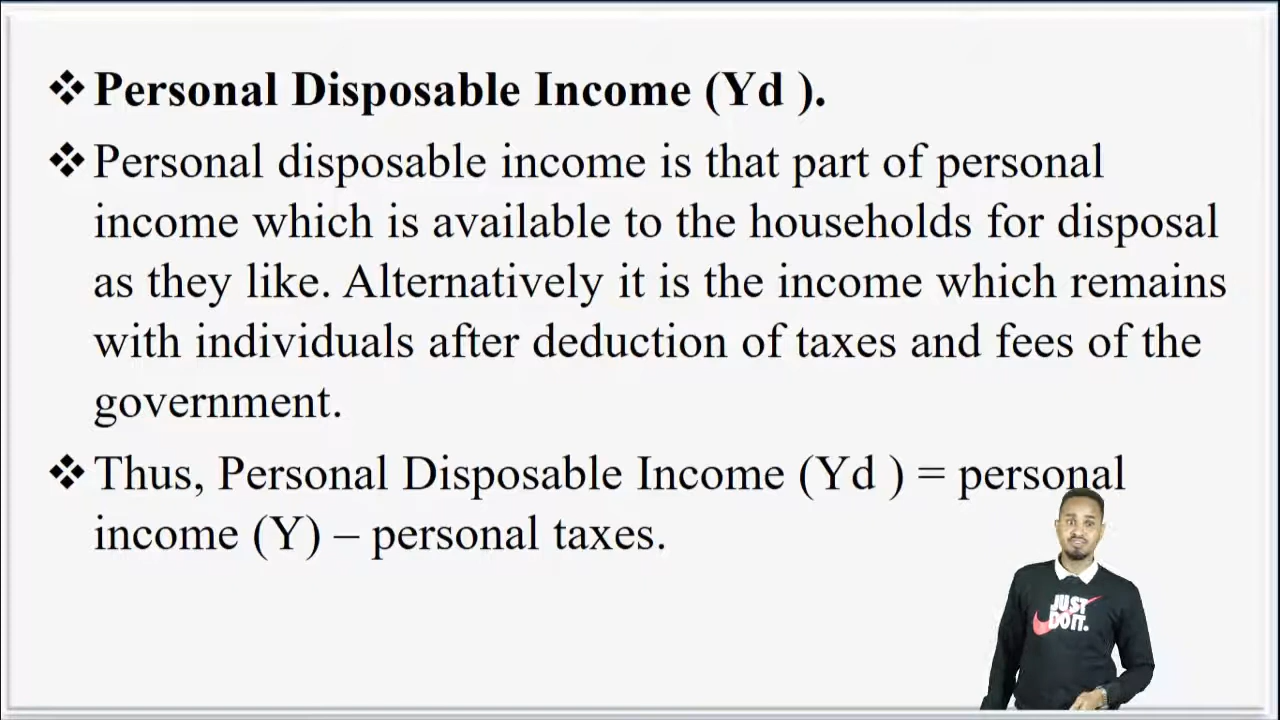 ❖ Personal Disposable Income (Yd ).
❖ Personal disposable income is that part of personal
income which is available to the households for disposal
as they like. Alternatively it is the income which remains
with individuals after deduction of taxes and fees of the
government.
❖ Thus, Personal Disposable Income (Yd ) = personal
income (Y) – personal taxes.
JUST
DO IT.